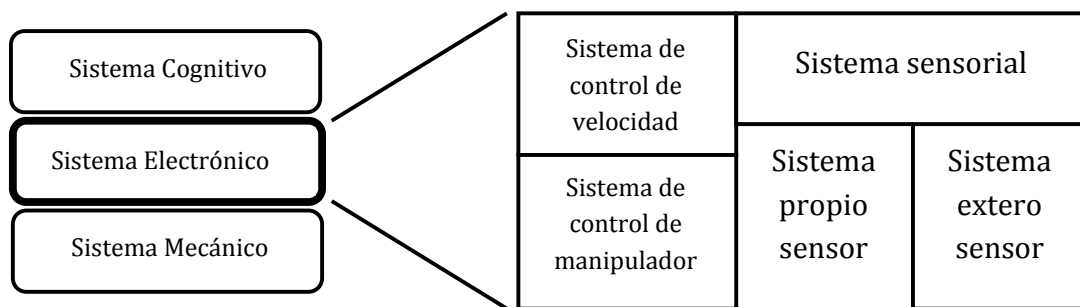 Sistema Cognitivo
Sistema Electrónico
Sistema Mecánico
Sistema de
control de
velocidad
Sistema de
control de
manipulador
Sistema sensorial
Sistema
propio
sensor
Sistema
extero
sensor